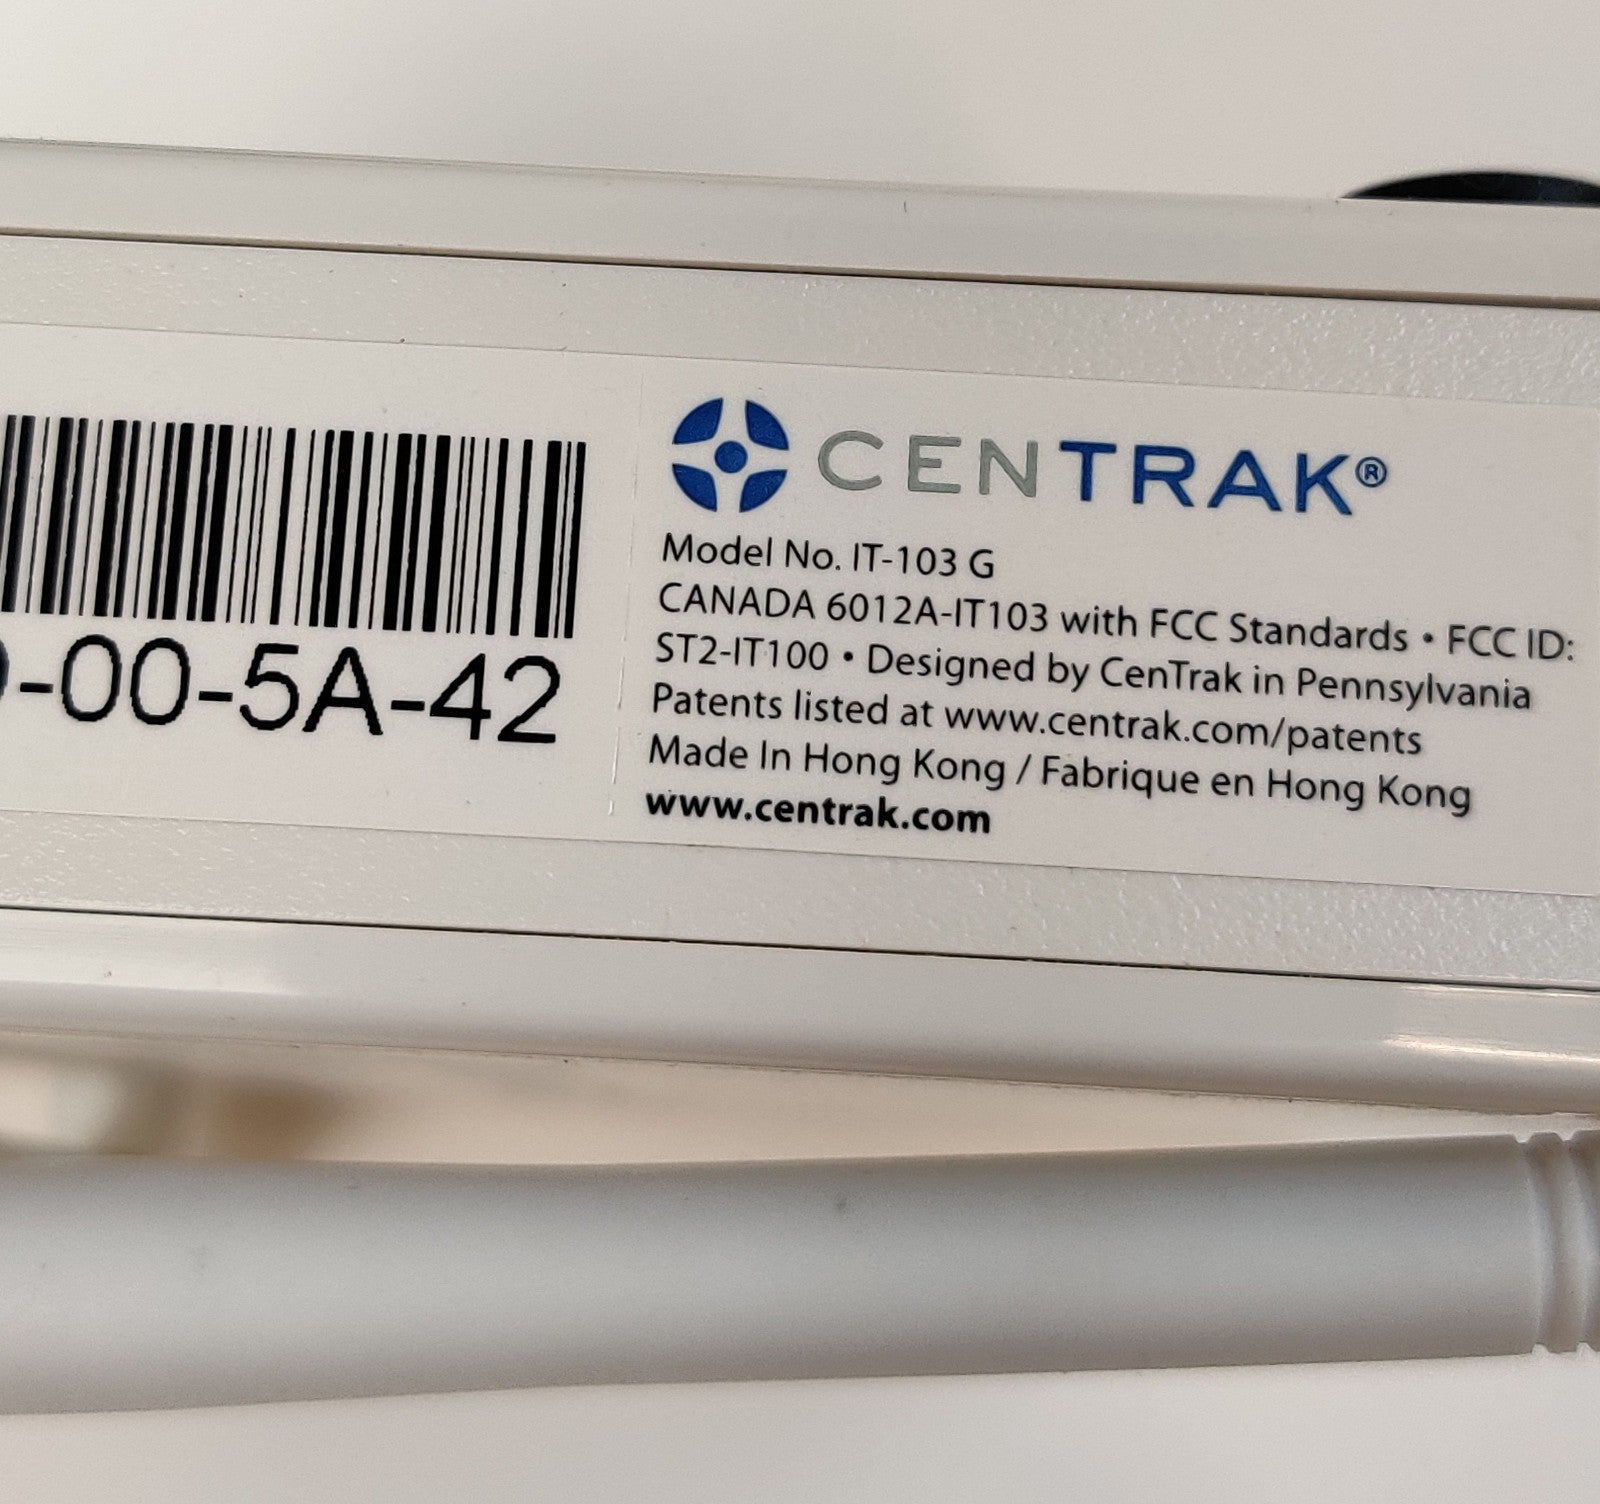 CENTRAK®
Model No. IT-103 G
CANADA 6012A-IT103 with FCC Standards • FCC ID:
ST2-IT100 • Designed by CenTrak in Pennsylvania
Patents listed at www.centrak.com/patents
Made In Hong Kong / Fabrique en Hong Kong
www.centrak.com
-00-5A-42